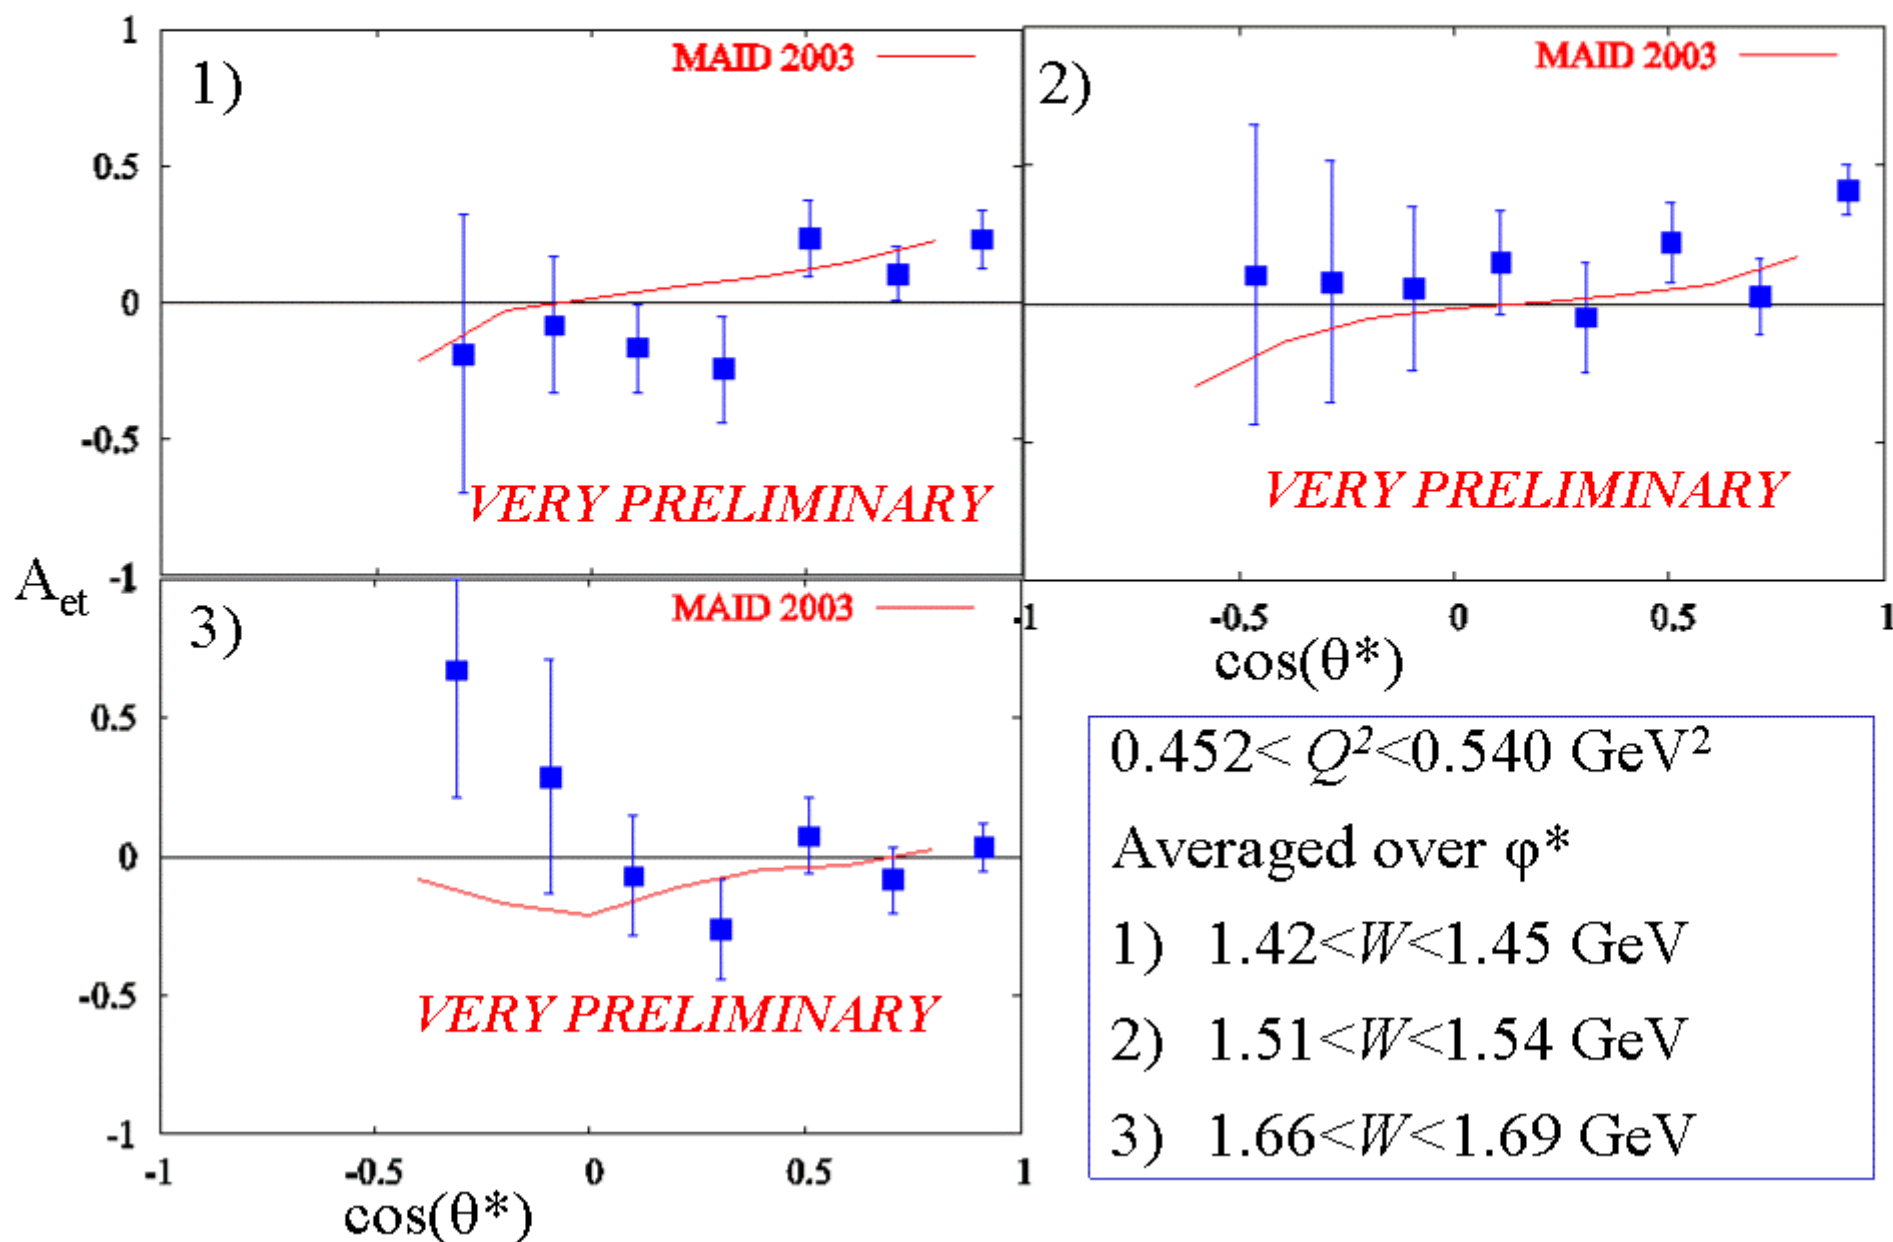 1
MAID 2003
1)
0.5
0
-0.5
VERY PRELIMINARY
MAID 2003
2)
VERY PRELIMINARY
-1
-0.5
0
0.5
1
cos(θ*)
A_et
-1
MAID 2003
3)
0.5
0
-0.5
VERY PRELIMINARY
-1
-1
-0.5
0
0.5
1
cos(θ*)
0.452< Q²<0.540 GeV²
Averaged over φ*
1) 1.42<W<1.45 GeV
2) 1.51<W<1.54 GeV
3) 1.66<W<1.69 GeV